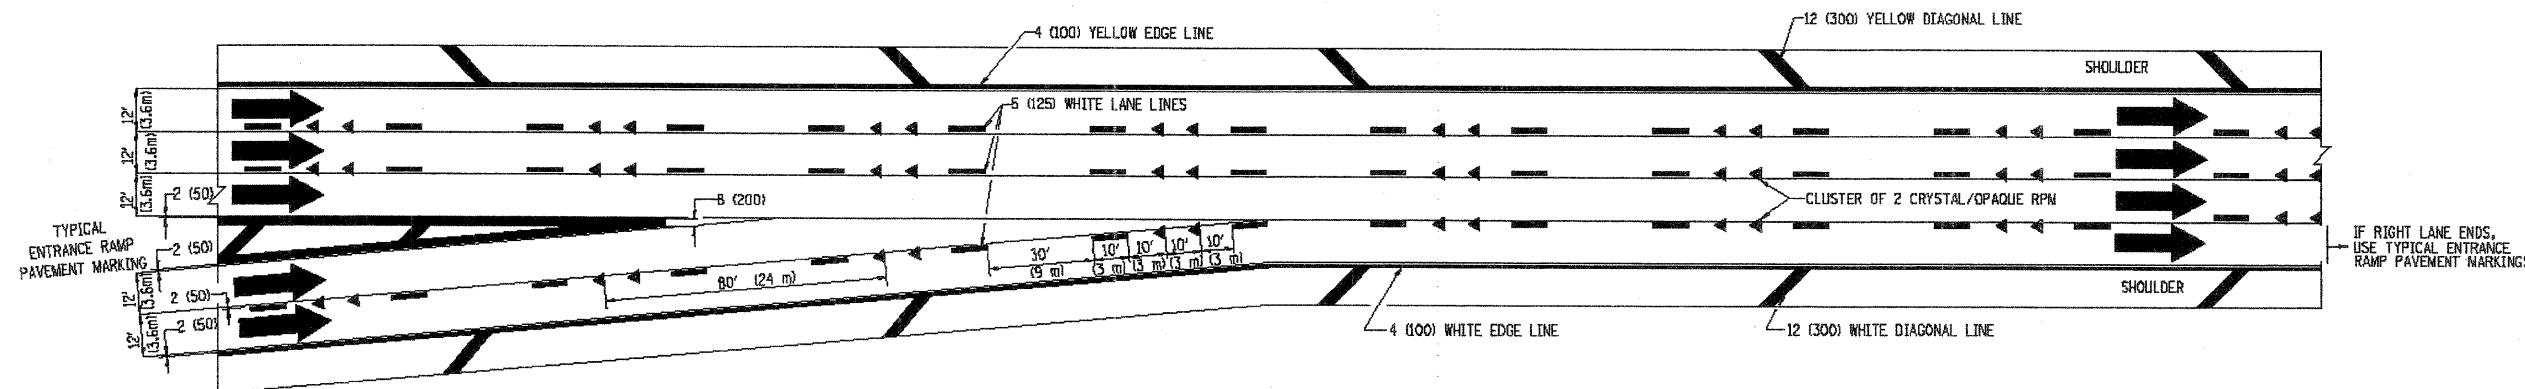 12 (300) YELLOW DIAGONAL LINE
4 (100) YELLOW EDGE LINE
SHOULDER
5 (125) WHITE LANE LINES
12'
(3.6m)
12'
(3.6m)
12'
(3.6m)
2 (50)
8 (200)
CLUSTER OF 2 CRYSTAL/OPAQUE RPM
TYPICAL
ENTRANCE RAMP
PAVEMENT MARKING
2 (50)
IF RIGHT LANE ENDS,
USE TYPICAL ENTRANCE
RAMP PAVEMENT MARKING
30'
(9 m)
10'
(3 m)
10'
(3 m)
10'
(3 m)
10'
(3 m)
80' (24 m)
12'
(3.6m)
2 (50)
12'
(3.6m)
2 (50)
SHOULDER
4 (100) WHITE EDGE LINE
12 (300) WHITE DIAGONAL LINE